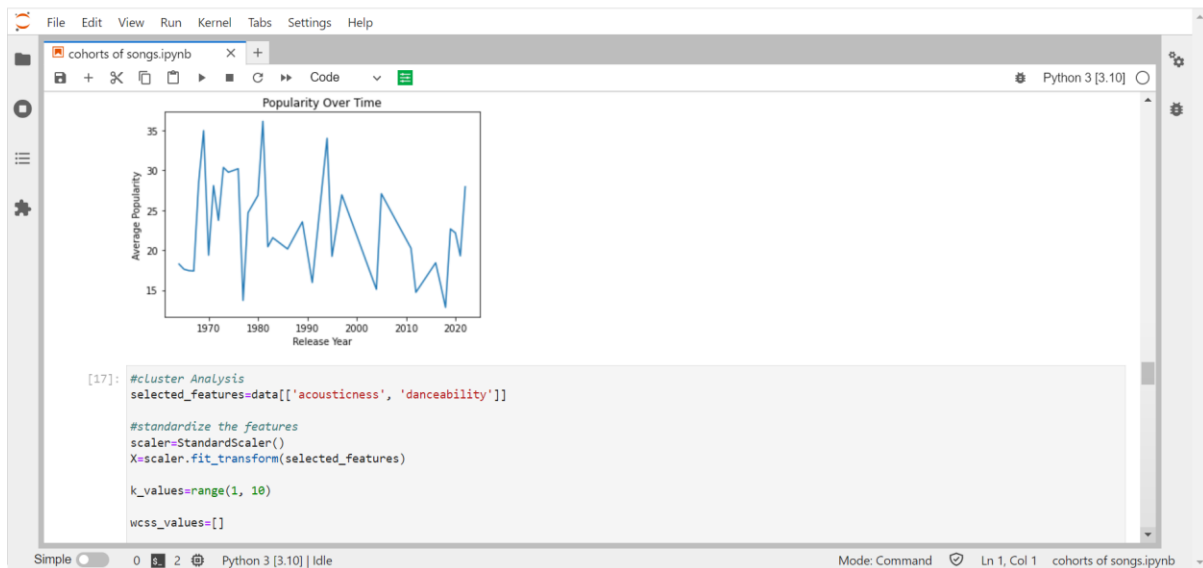 File Edit View Run Kernel Tabs Settings Help
cohorts of songs.ipynb
Code
Python 3 [3.10]
Popularity Over Time
35
30
25
20
15
Average Popularity
1970 1980 1990 2000 2010 2020
Release Year
[17]: #cluster Analysis
selected_features=data[['acousticness', 'danceability']]
#standardize the features
scaler=StandardScaler()
X=scaler.fit_transform(selected_features)
k_values=range(1, 10)
wcss_values=[]
Simple 0 $_ 2 Python 3 [3.10] | Idle Mode: Command Ln 1, Col 1 cohorts of songs.ipynb